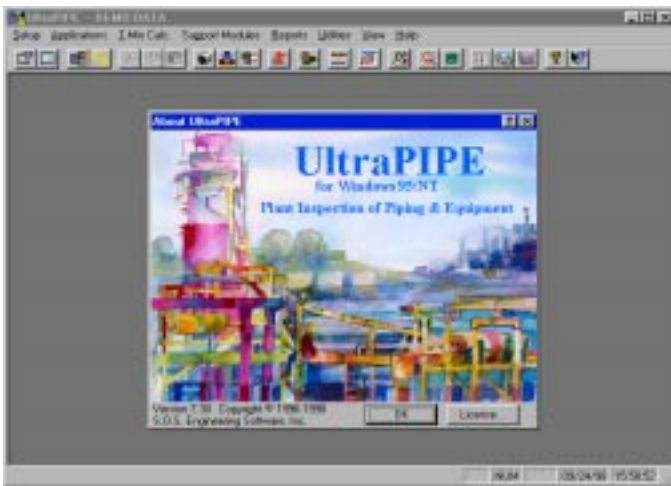 UltraPIPE - DEMO DATA
Setup Applications T-Min Calc Support Modules Reports Utilities View Help
About UltraPIPE
UltraPIPE
for Windows 95/NT
Plant Inspection of Piping & Equipment
Version 7.30 Copyright © 1996-1998
S.O.S. Engineering Software, Inc.
OK License...
NUM 09/24/98 15:50:52